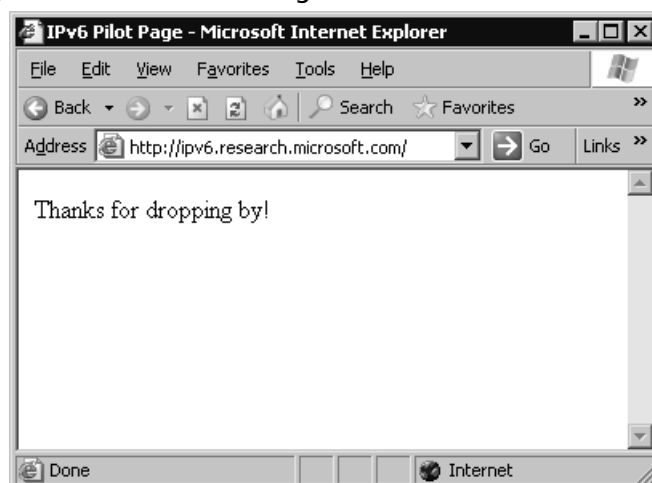 IPv6 Pilot Page - Microsoft Internet Explorer
File Edit View Favorites Tools Help
Back Search Favorites »
Address http://ipv6.research.microsoft.com/ Go Links »
Thanks for dropping by!
Done Internet